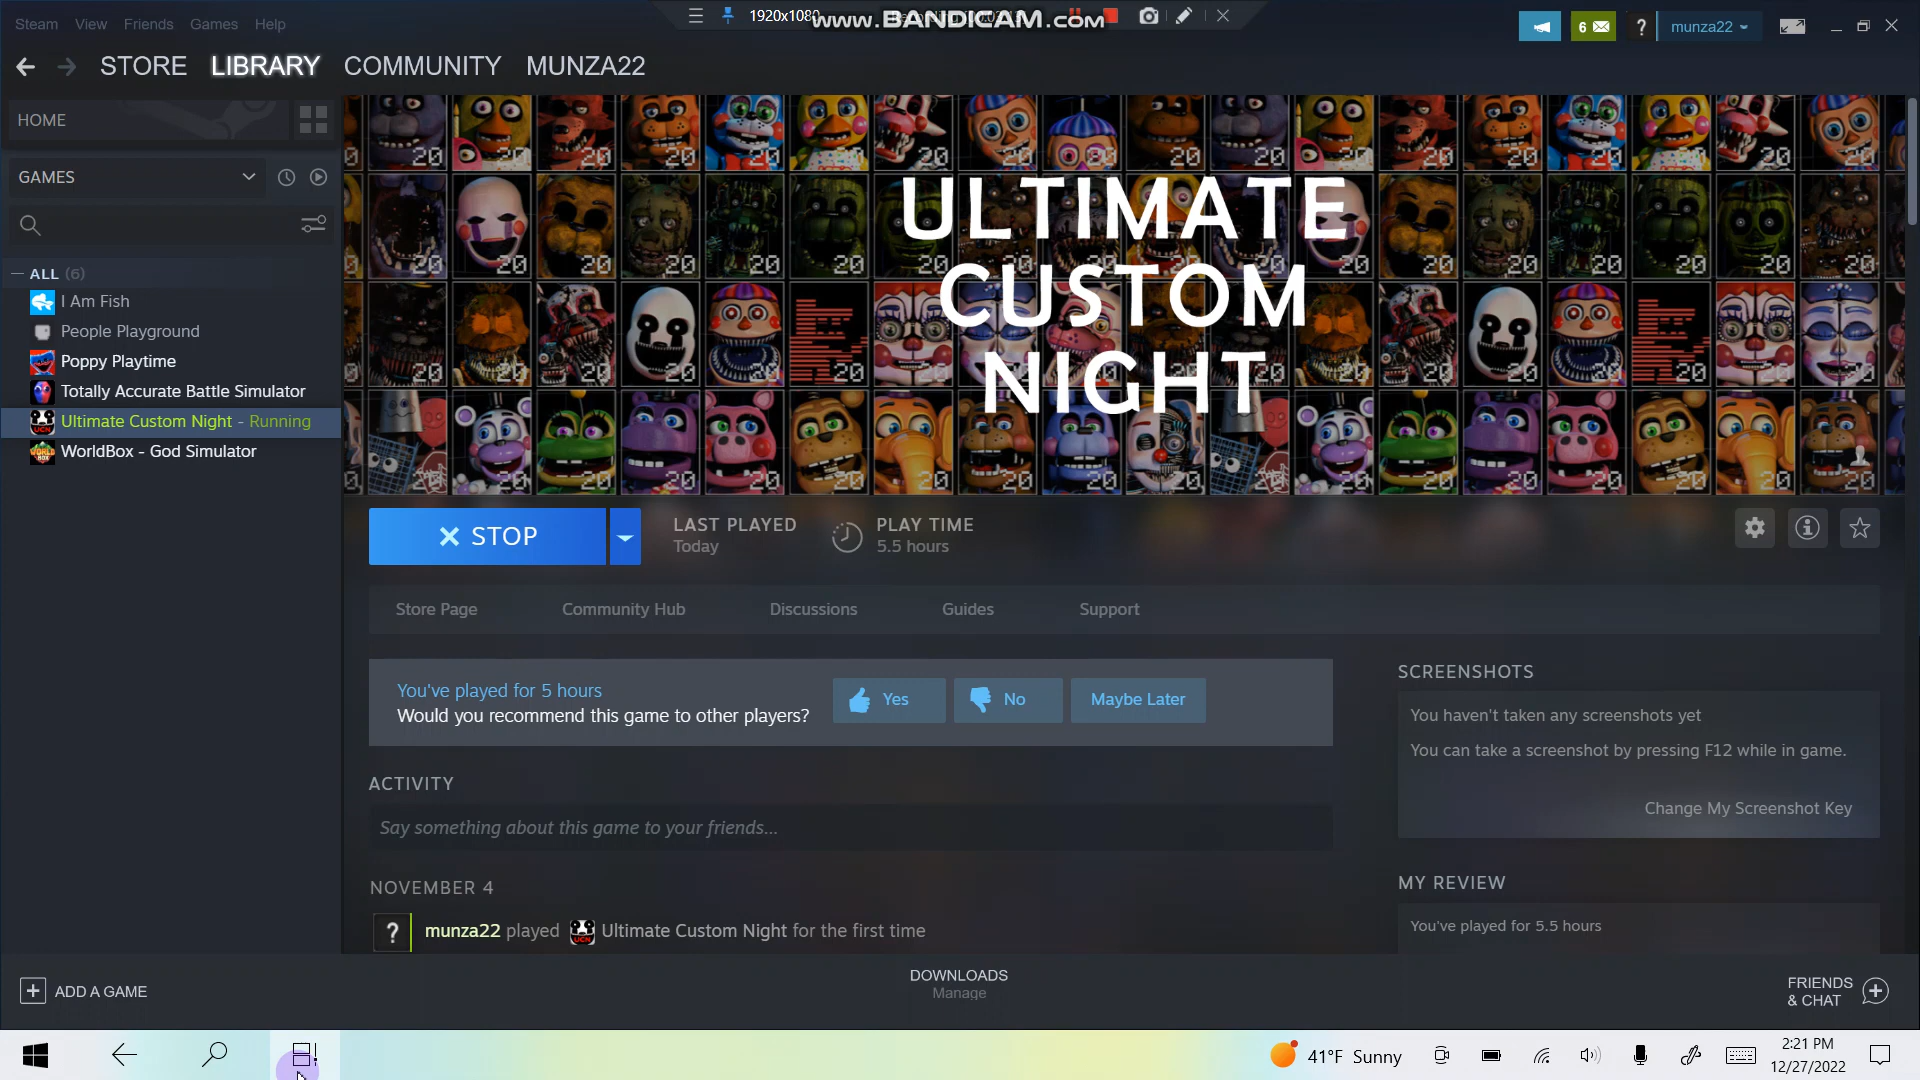 Steam View Friends Games Help
1920x1080
www.BANDICAM.com
6
?
munza22
STORE LIBRARY COMMUNITY MUNZA22
HOME
GAMES
ALL (6)
I Am Fish
People Playground
Poppy Playtime
Totally Accurate Battle Simulator
Ultimate Custom Night - Running
WorldBox - God Simulator
ULTIMATE
CUSTOM
NIGHT
STOP
LAST PLAYED
Today
PLAY TIME
5.5 hours
Store Page Community Hub Discussions Guides Support
You've played for 5 hours
Would you recommend this game to other players?
Yes
No
Maybe Later
SCREENSHOTS
You haven't taken any screenshots yet
You can take a screenshot by pressing F12 while in game.
Change My Screenshot Key
ACTIVITY
Say something about this game to your friends...
NOVEMBER 4
? munza22 played UCN Ultimate Custom Night for the first time
MY REVIEW
You've played for 5.5 hours
ADD A GAME
DOWNLOADS
Manage
FRIENDS
& CHAT
41°F Sunny
2:21 PM
12/27/2022